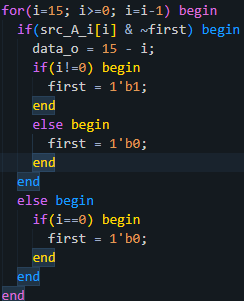 for(i=15; i>=0; i=i-1) begin
  if(src_A_i[i] & ~first) begin
    data_o = 15 - i;
    if(i!=0) begin
      first = 1'b1;
    end
    else begin
      first = 1'b0;
    end
  end
  else begin
    if(i==0) begin
      first = 1'b0;
    end
  end
end